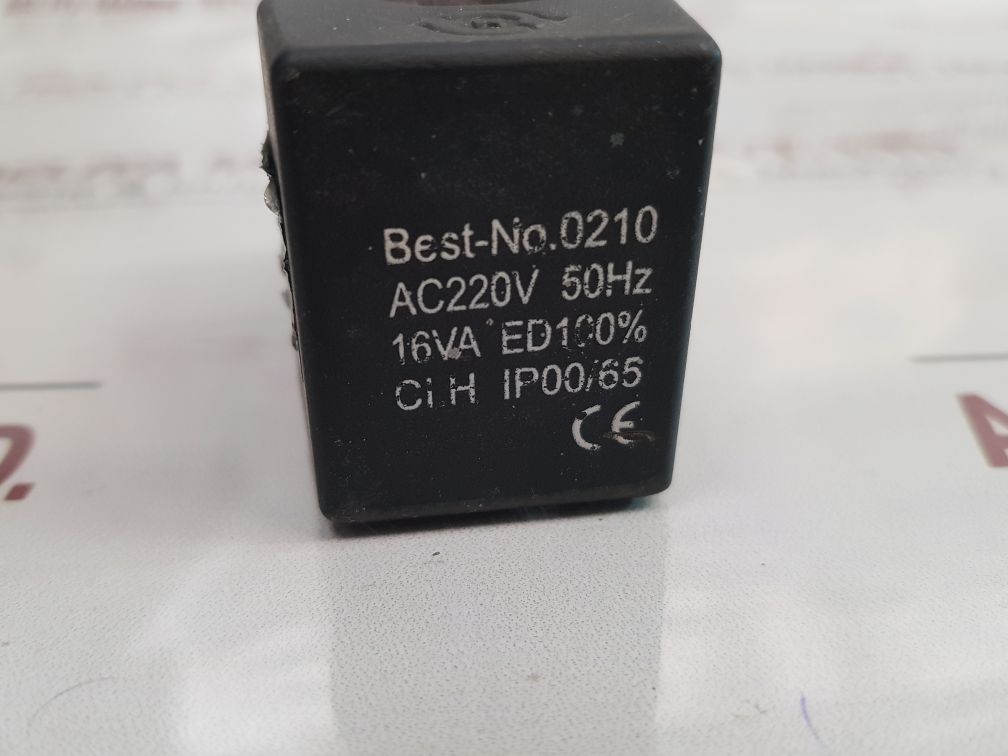 Best-No.0210
AC220V 50Hz
16VA ED100%
Cl.H IP00/65
CE